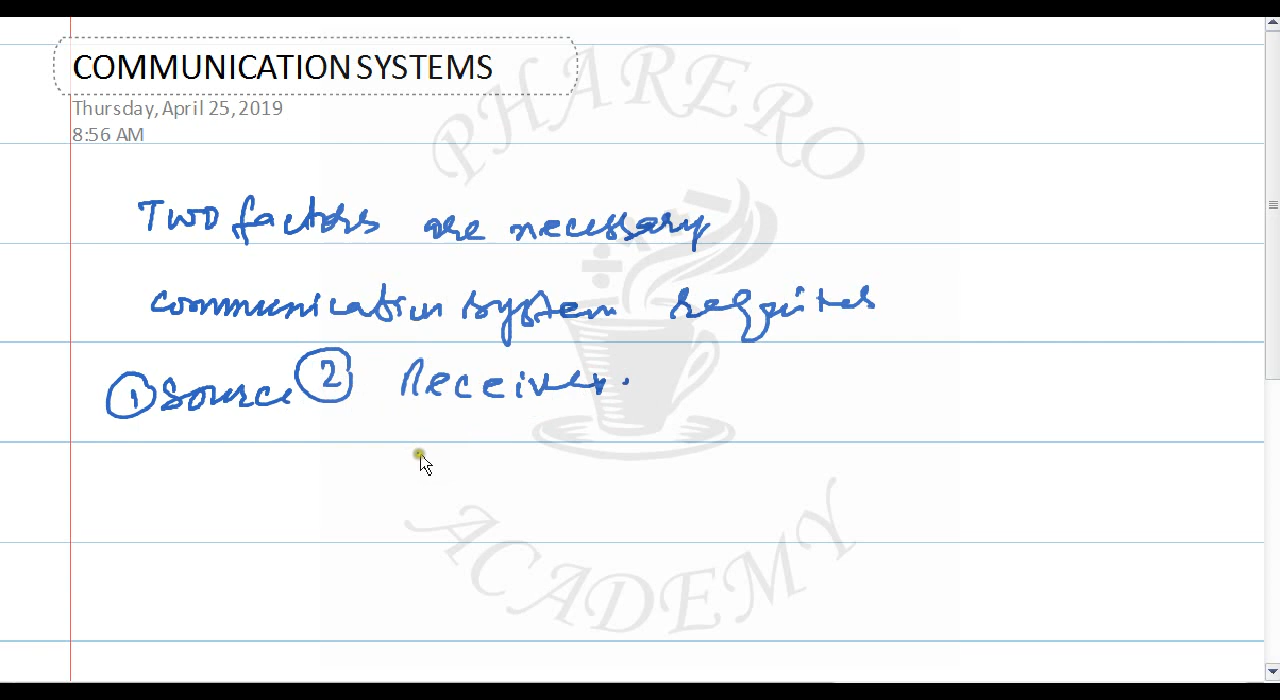 COMMUNICATION SYSTEMS
Thursday, April 25, 2019
8:56 AM
PHARERO
Two factors are necessary
communication system requires
① Source ② Receiver.
ACADEMY